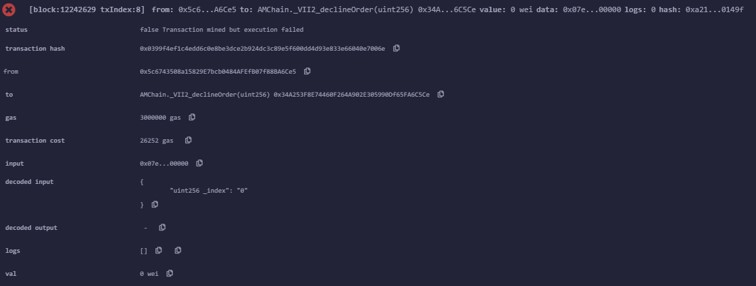 [block:12242629 txIndex:8] from: 0x5c6...A6Ce5 to: AMChain._VII2_declineOrder(uint256) 0x34A...6C5Ce value: 0 wei data: 0x07e...00000 logs: 0 hash: 0xa21...0149f
status false Transaction mined but execution failed
transaction hash 0x0399f4ef1c4edd6c0e8be3dce2b924dc3c89e5f600dd4d93e833e66040e7006e
from 0x5c6743508a15829E7bcb0484AFEfB07f88BA6Ce5
to AMChain._VII2_declineOrder(uint256) 0x34A253F8E74460F264A902E305990Df65FA6C5Ce
gas 3000000 gas
transaction cost 26252 gas
input 0x07e...00000
decoded input {
"uint256 _index": "0"
}
decoded output -
logs []
val 0 wei